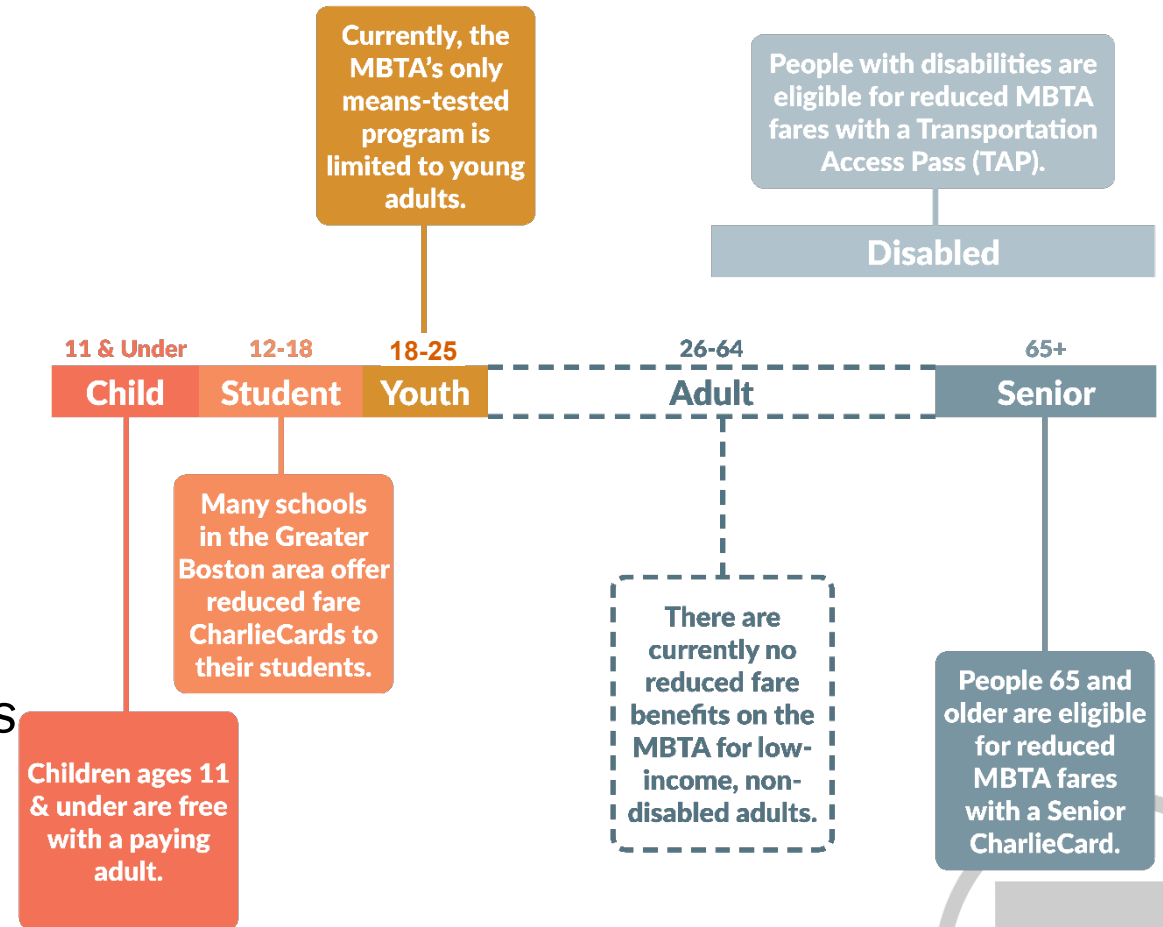 Currently, the
MBTA's only
means-tested
program is
limited to young
adults.
People with disabilities are
eligible for reduced MBTA
fares with a Transportation
Access Pass (TAP).
Disabled
11 & Under
12-18
18-25
26-64
65+
Child
Student
Youth
Adult
Senior
Many schools
in the Greater
Boston area offer
reduced fare
CharlieCards to
their students.
There are
currently no
reduced fare
benefits on the
MBTA for low-
income, non-
disabled adults.
People 65 and
older are eligible
for reduced
MBTA fares
with a Senior
CharlieCard.
s
Children ages 11
& under are free
with a paying
adult.